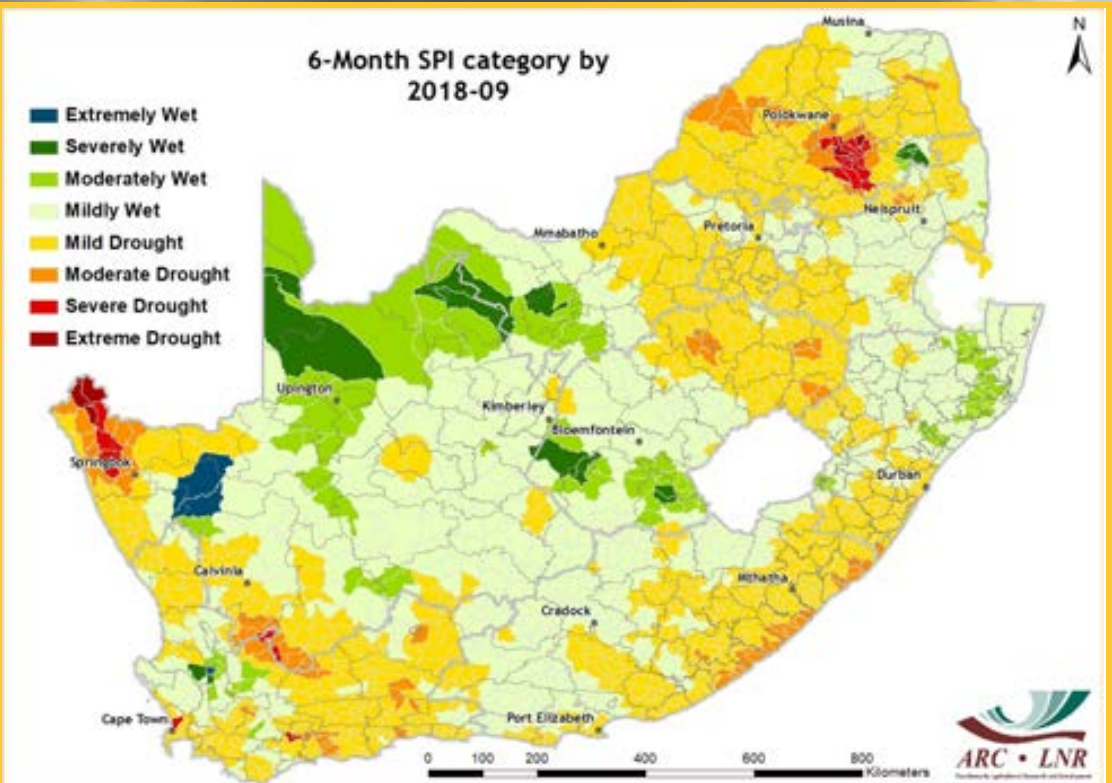 6-Month SPI category by
2018-09
N
Extremely Wet
Severely Wet
Moderately Wet
Mildly Wet
Mild Drought
Moderate Drought
Severe Drought
Extreme Drought
Musina
Polokwane
Nelspruit
Pretoria
Mmabatho
Upington
Kimberley
Bloemfontein
Springbok
Durban
Calvinia
Mthatha
Cradock
Cape Town
Port Elizabeth
0 100 200 400 600 800
Kilometers
ARC • LNR